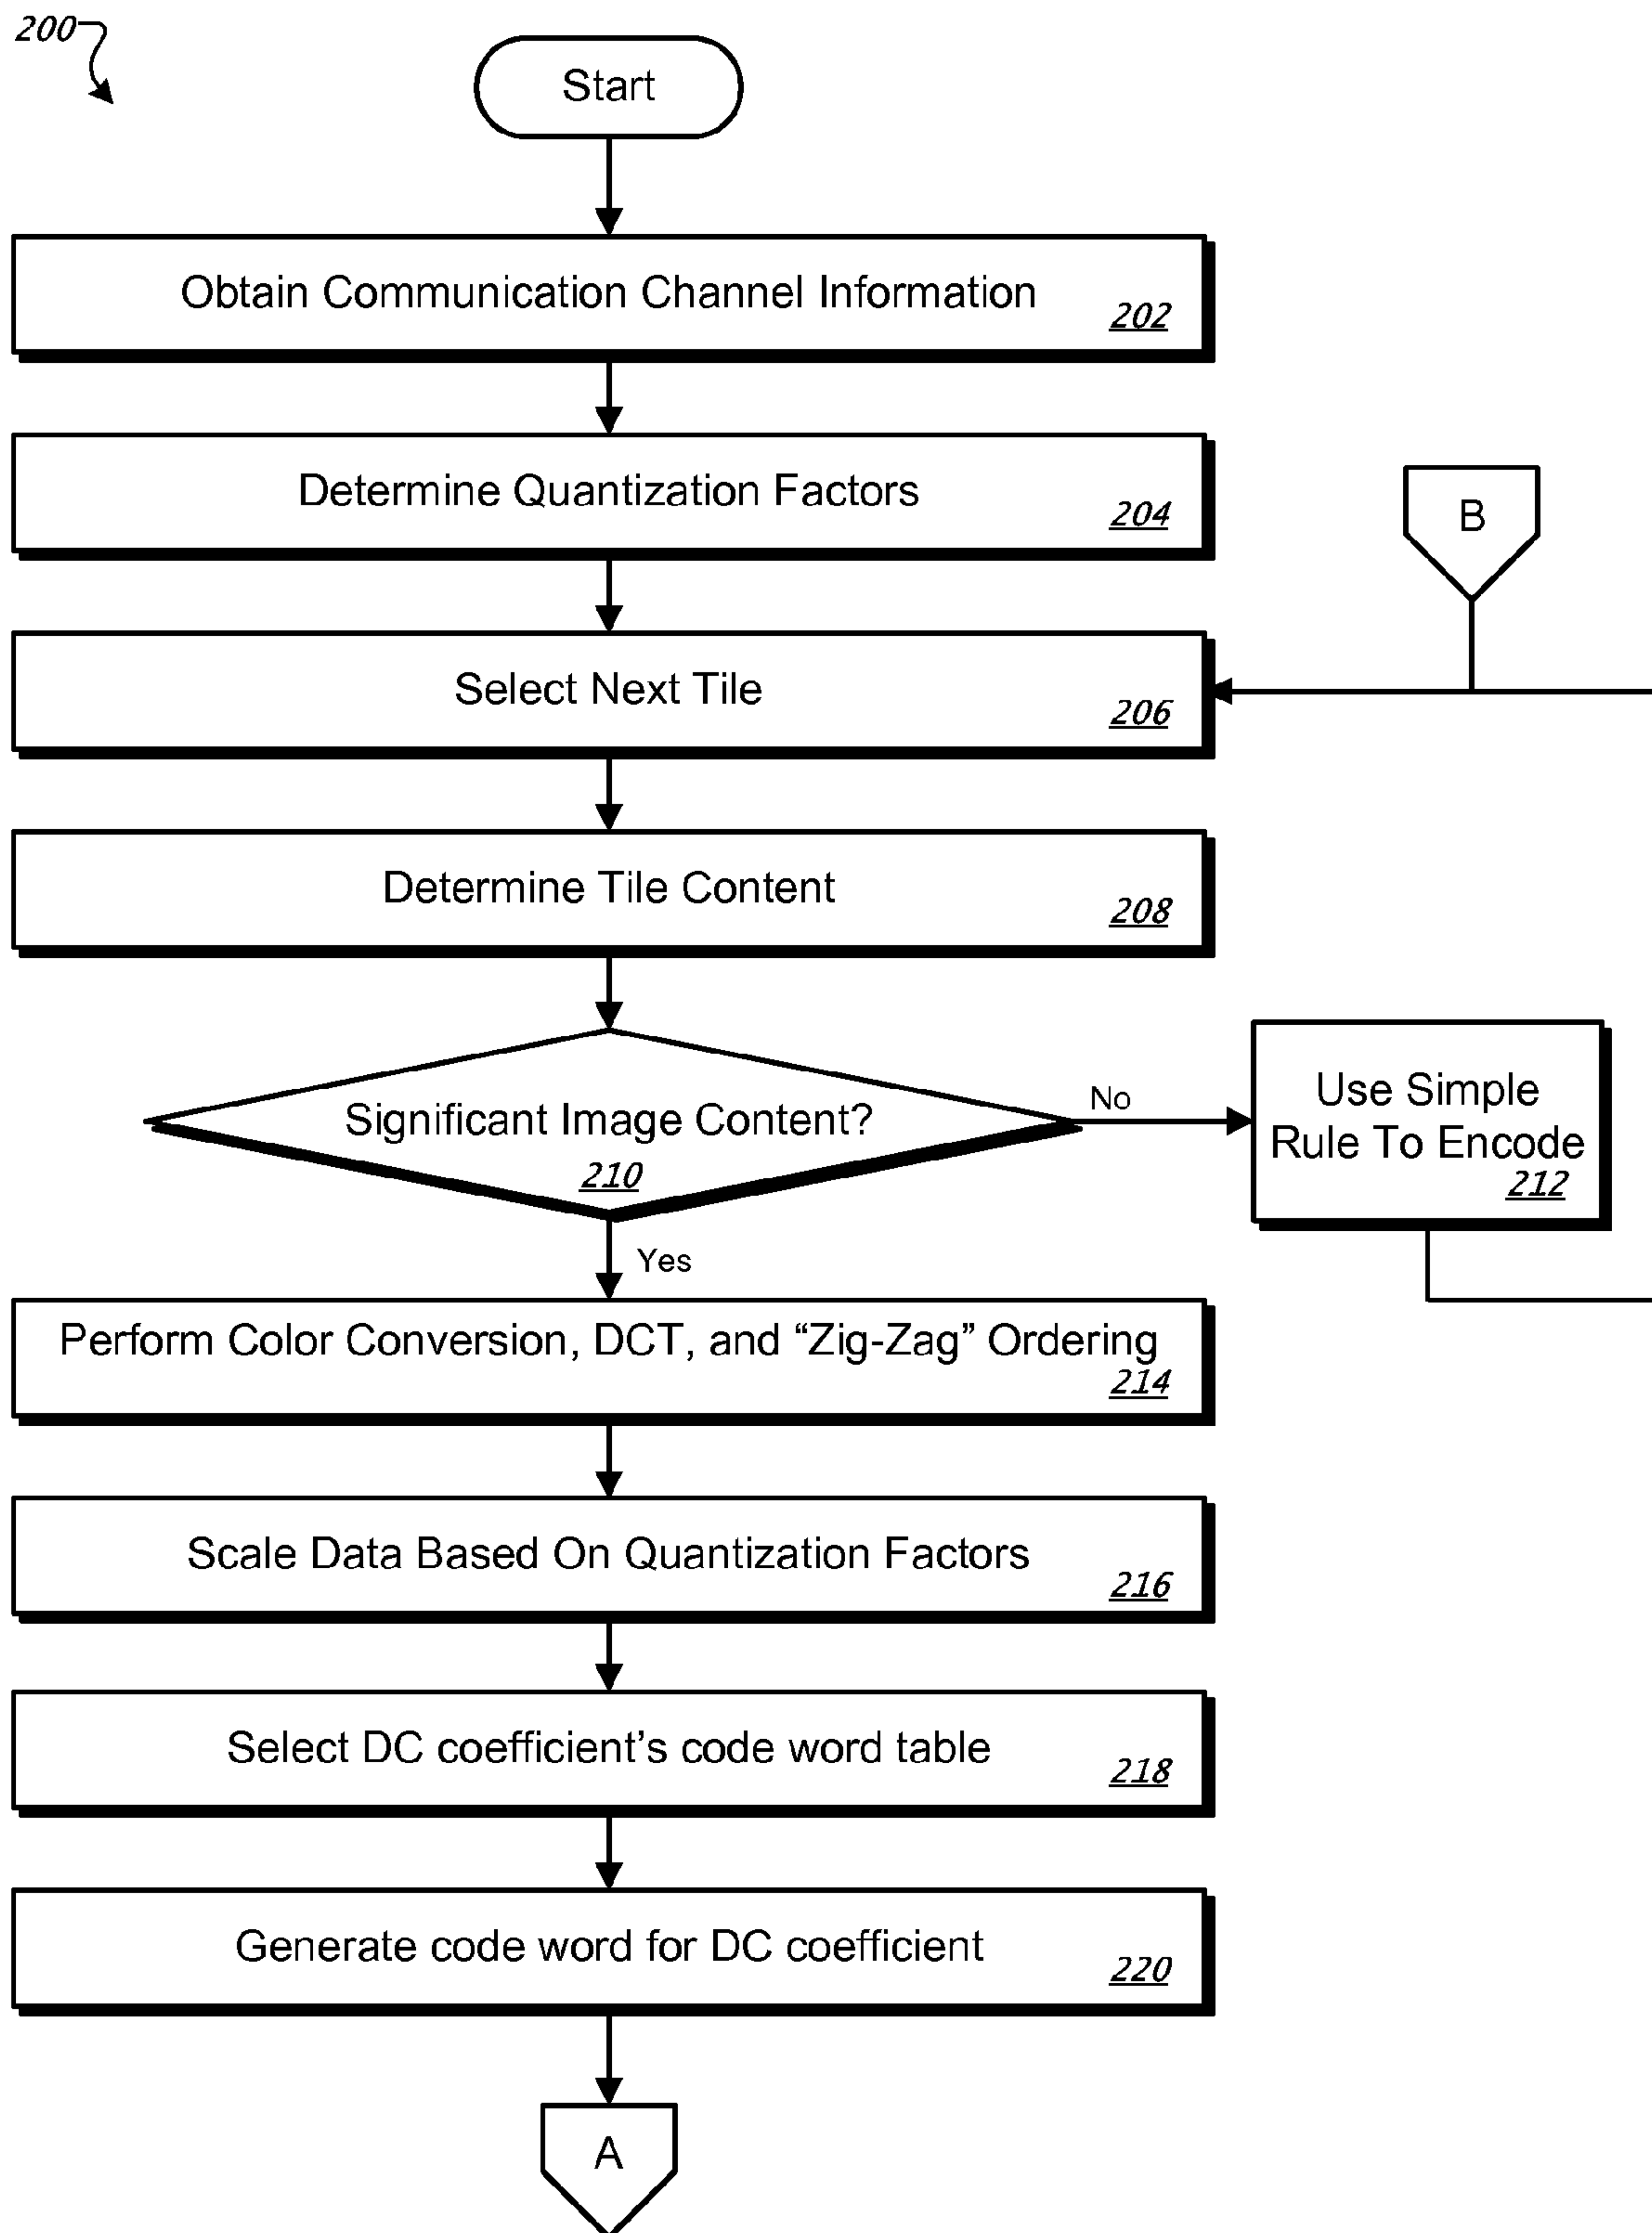 200
Start
Obtain Communication Channel Information
202
Determine Quantization Factors
204
B
Select Next Tile
206
Determine Tile Content
208
Significant Image Content?
210
No
Use Simple
Rule To Encode
212
Yes
Perform Color Conversion, DCT, and “Zig-Zag” Ordering
214
Scale Data Based On Quantization Factors
216
Select DC coefficient’s code word table
218
Generate code word for DC coefficient
220
A